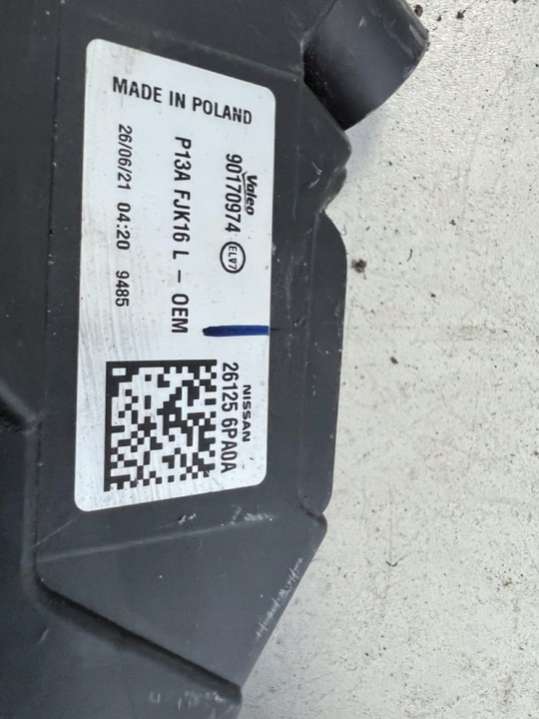 MADE IN POLAND
Valeo
90170974 ELV7
P13A FJK16 L - OEM
26/06/21 04:20 9485
NISSAN
26125 6PA0A